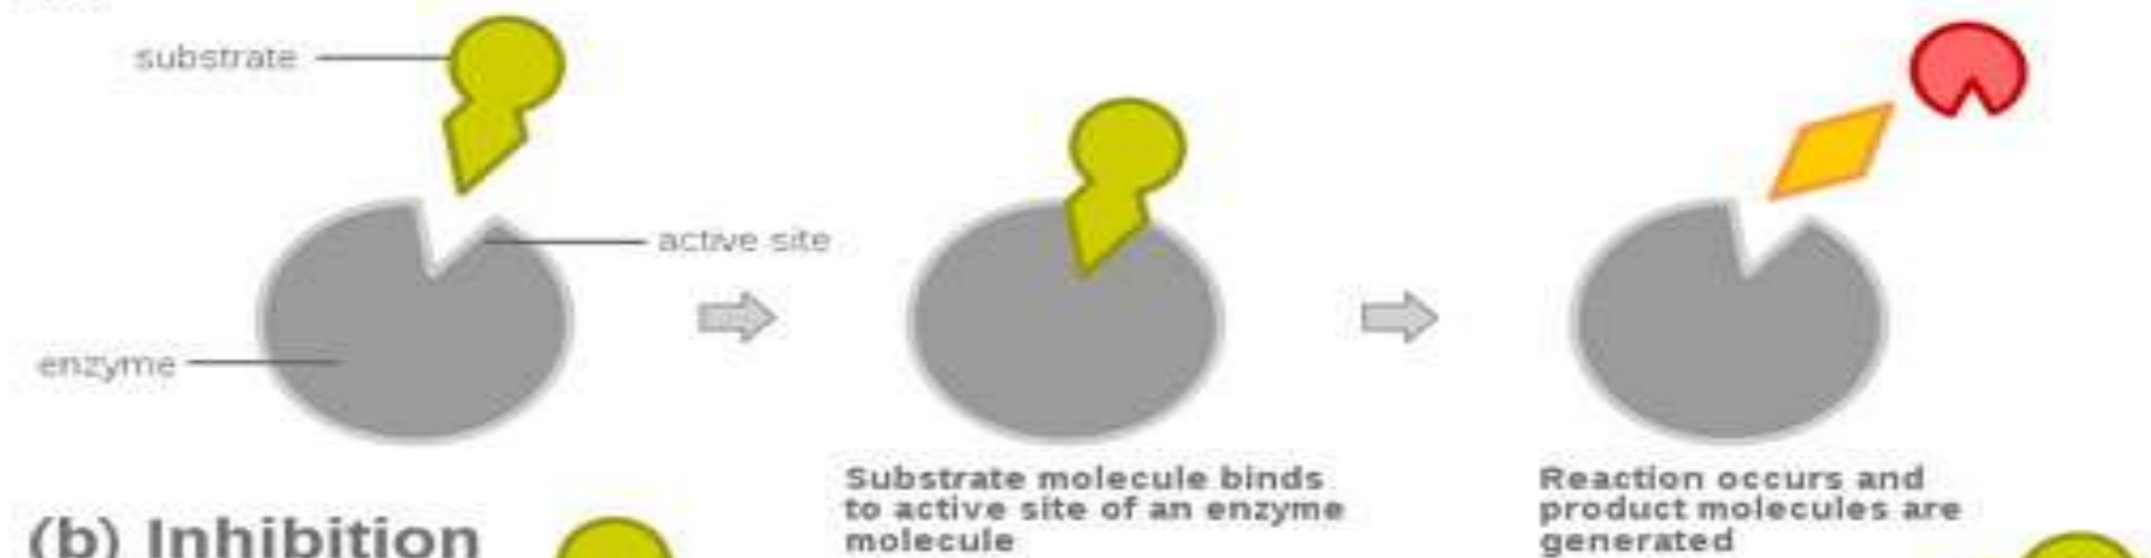 substrate
active site
enzyme
Substrate molecule binds
to active site of an enzyme
molecule
Reaction occurs and
product molecules are
generated
(b) Inhibition